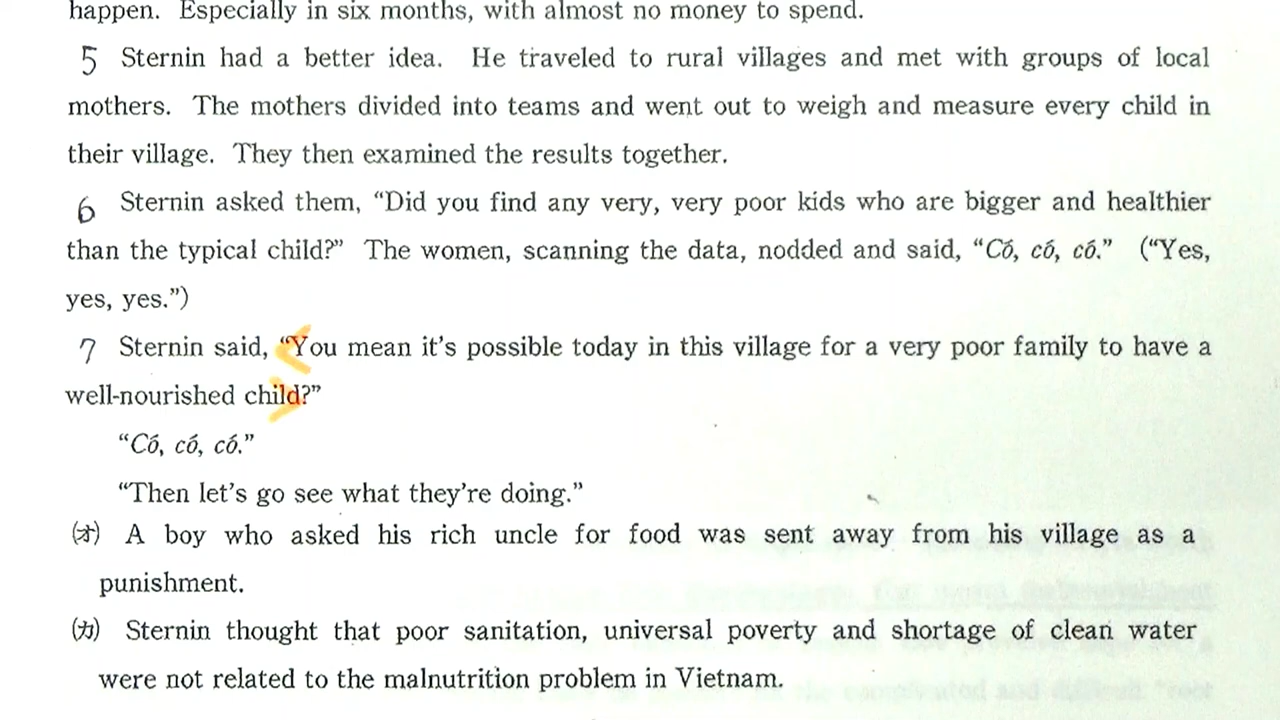 happen. Especially in six months, with almost no money to spend.
5 Sternin had a better idea. He traveled to rural villages and met with groups of local
mothers. The mothers divided into teams and went out to weigh and measure every child in
their village. They then examined the results together.
6 Sternin asked them, “Did you find any very, very poor kids who are bigger and healthier
than the typical child?” The women, scanning the data, nodded and said, “Có, có, có.” (“Yes,
yes, yes.”)
7 Sternin said, “You mean it’s possible today in this village for a very poor family to have a
well-nourished child?”
“Có, có, có.”
“Then let’s go see what they’re doing.”
(オ) A boy who asked his rich uncle for food was sent away from his village as a
punishment.
(カ) Sternin thought that poor sanitation, universal poverty and shortage of clean water
were not related to the malnutrition problem in Vietnam.